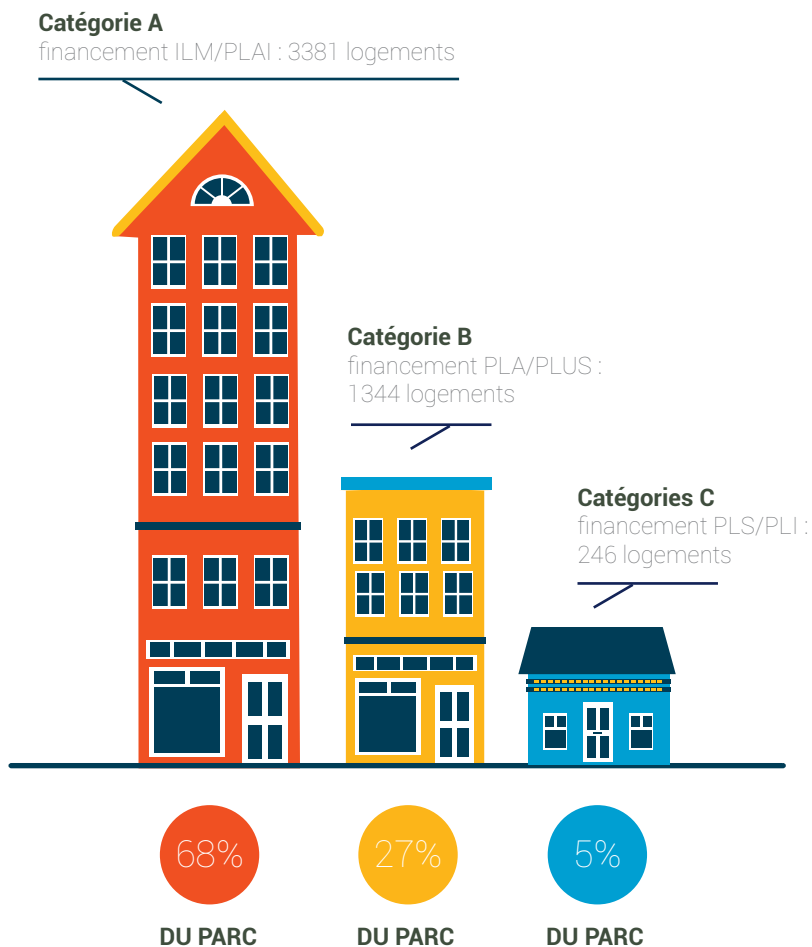 Catégorie A
financement ILM/PLAI : 3381 logements
Catégorie B
financement PLA/PLUS :
1344 logements
Catégories C
financement PLS/PLI :
246 logements
68%
27%
5%
DU PARC
DU PARC
DU PARC